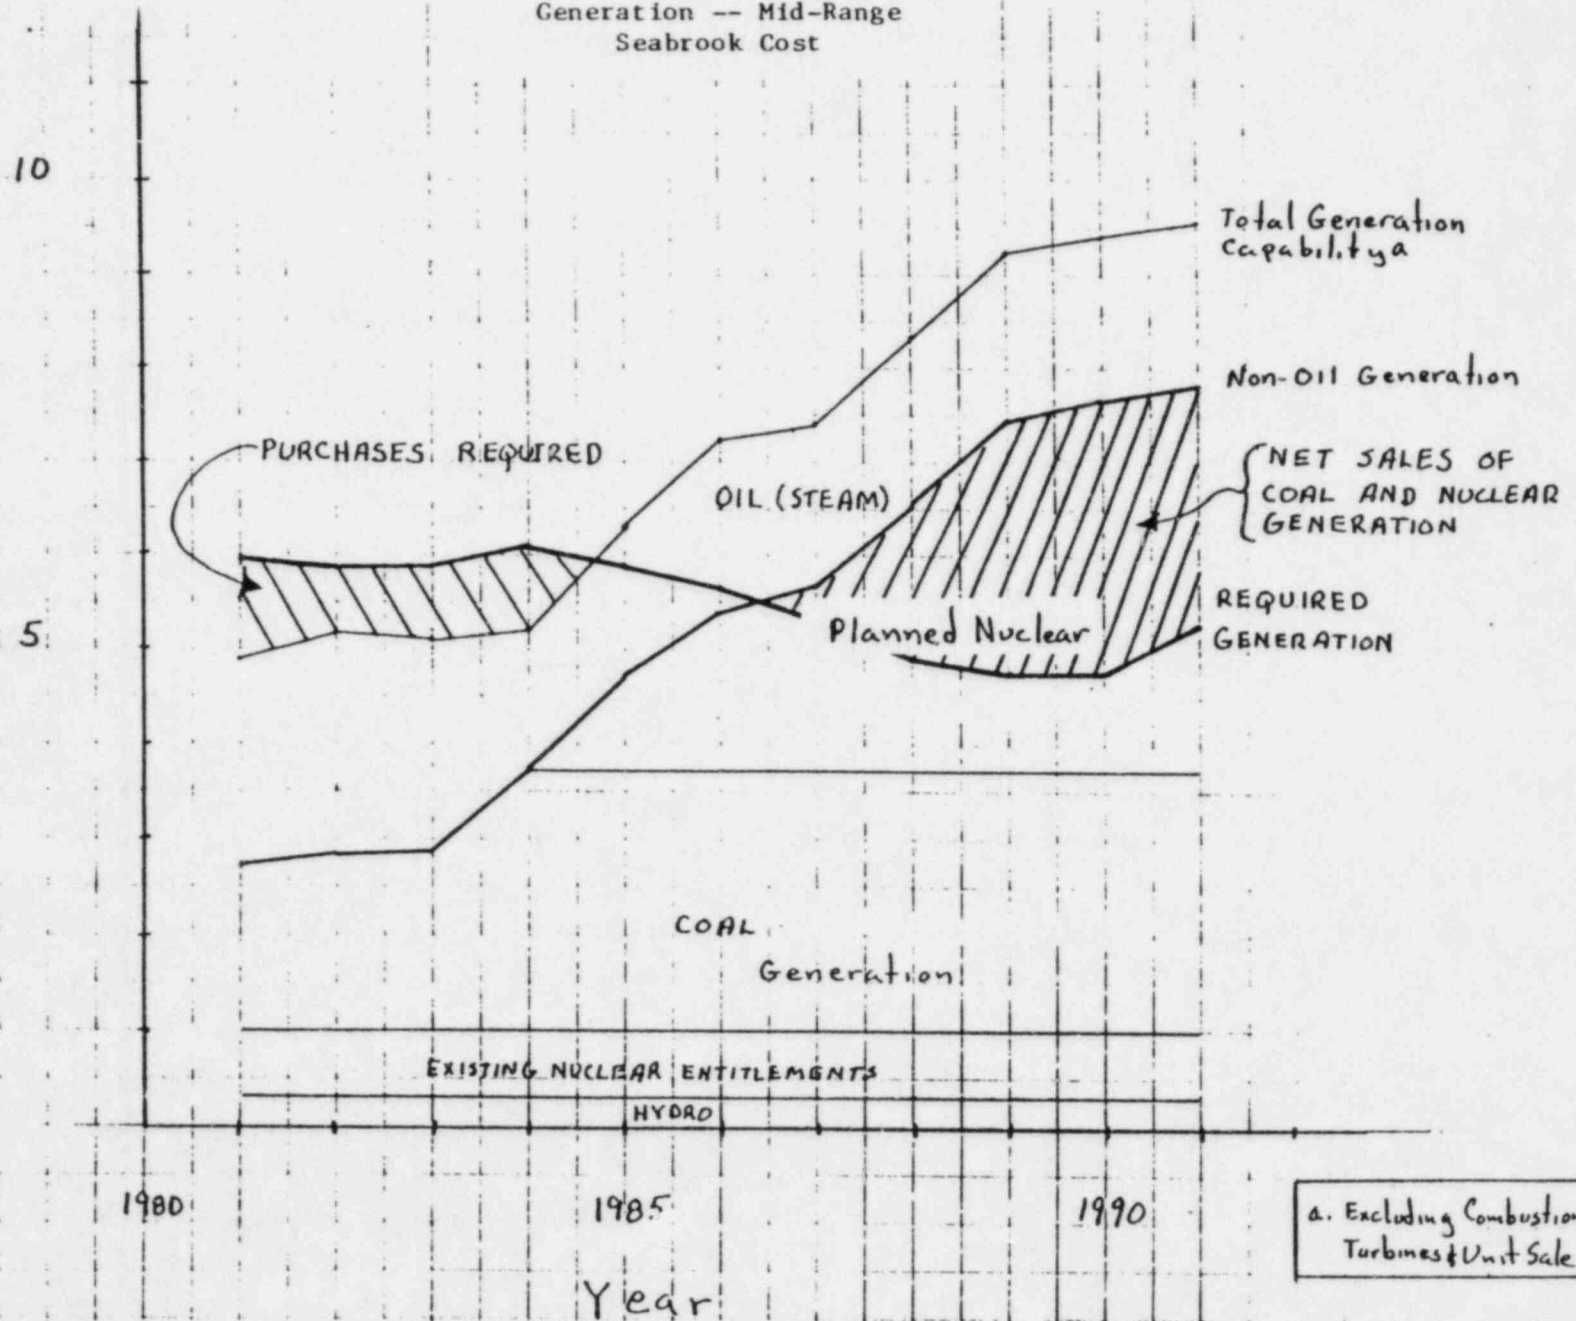 Generation -- Mid-Range
Seabrook Cost
10
Total Generation
Capability a
Non-Oil Generation
PURCHASES REQUIRED
NET SALES OF
COAL AND NUCLEAR
GENERATION
OIL (STEAM)
REQUIRED
GENERATION
Planned Nuclear
5
COAL
Generation
EXISTING NUCLEAR ENTITLEMENTS
HYDRO
1980
1985
1990
a. Excluding Combustion
Turbines & Unit Sale
Year